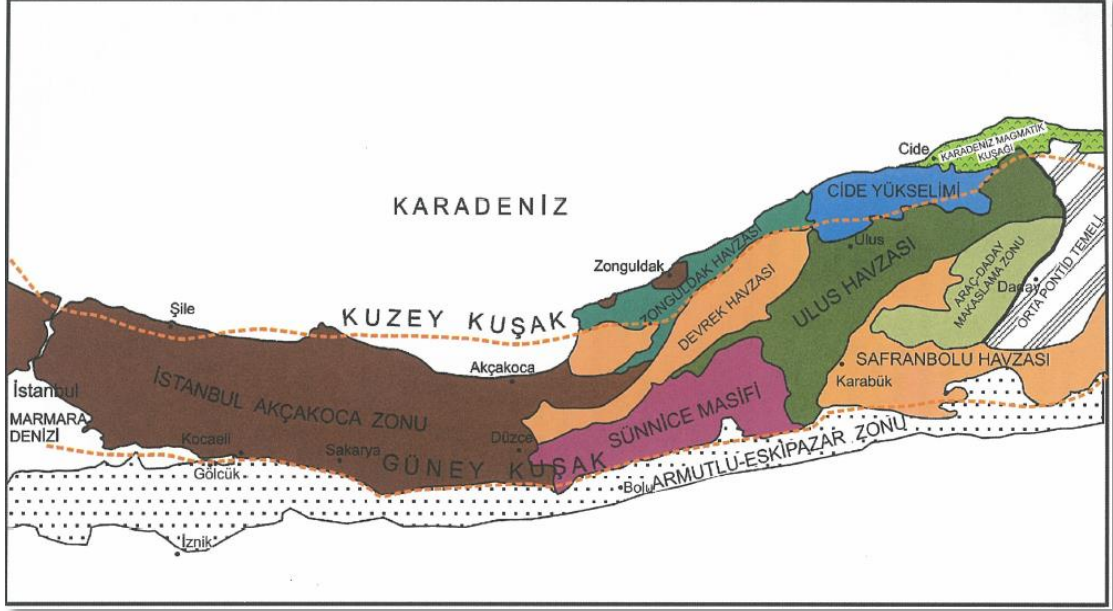 KARADENİZ MAGMATİK
KUŞAĞI
Cide
CİDE YÜKSELİMİ
KARADENİZ
Ulus
Zonguldak
ZONGULDAK HAVZASI
ULUS HAVZASI
ARAÇ-DADAY
MAKASLAMA ZONU
Daday
ORTA PONTİD TEMELİ
Şile
KUZEY KUŞAK
DEVREK HAVZASI
SAFRANBOLU HAVZASI
Karabük
Akçakoca
İstanbul
İSTANBUL AKÇAKOCA ZONU
SÜNNİCE MASİFİ
MARMARA
DENİZİ
Kocaeli
Sakarya
Düzce
GÜNEY KUŞAK
Gölcük
Bolu
ARMUTLU-ESKİPAZAR ZONU
İznik